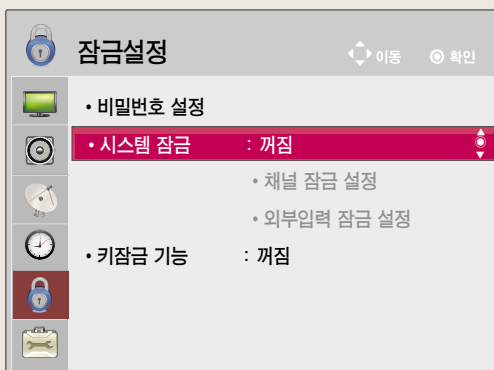 잠금설정 이동 확인
• 비밀번호 설정
• 시스템 잠금 : 꺼짐
• 채널 잠금 설정
• 외부입력 잠금 설정
• 키잠금 기능 : 꺼짐